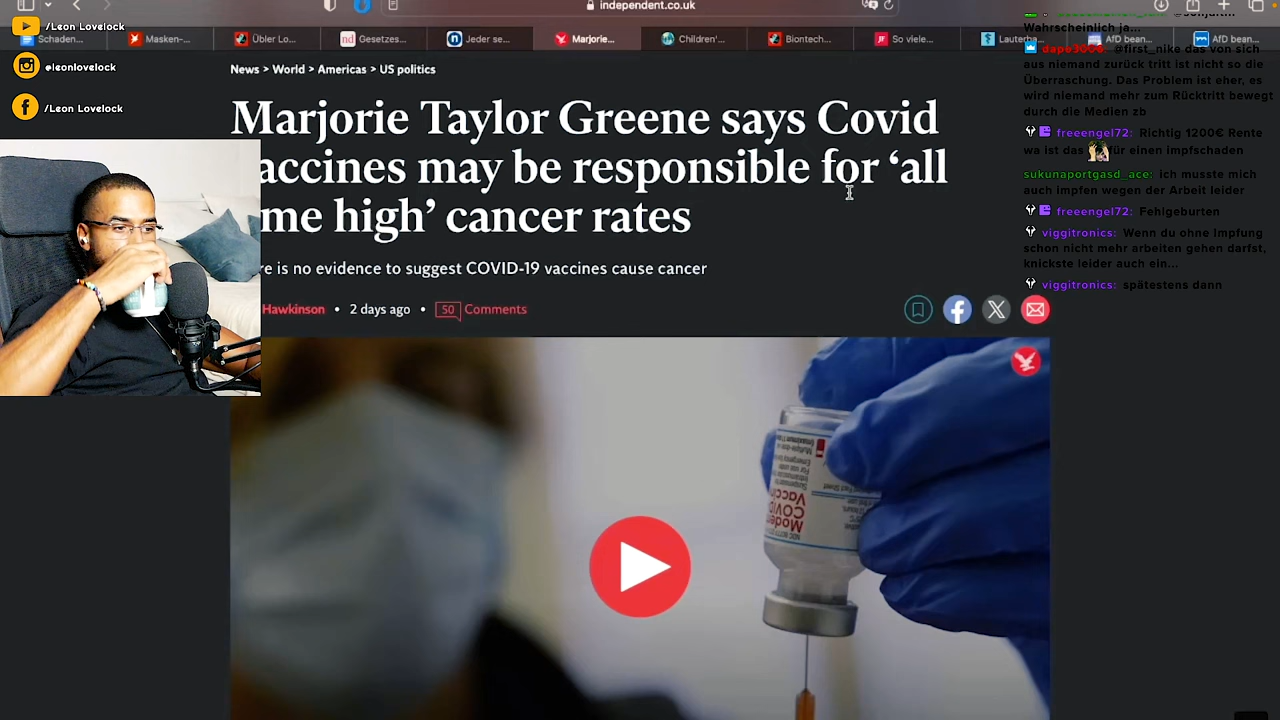 independent.co.uk
/Leon Lovelock
@leonlovelock
/Leon Lovelock
Schaden...
Masken-...
Übler Lo...
Gesetzes...
Jeder se...
Marjorie...
Children'...
Biontech...
So viele...
Lauterba...
AfD bean...
AfD bean...
News > World > Americas > US politics
Marjorie Taylor Greene says Covid
accines may be responsible for ‘all
me high’ cancer rates
re is no evidence to suggest COVID-19 vaccines cause cancer
Hawkinson • 2 days ago • 50 Comments
Wahrscheinlich ja...
dape3006: @first_nike das von sich
aus niemand zurück tritt ist nicht so die
Überraschung. Das Problem ist eher, es
wird niemand mehr zum Rücktritt bewegt
durch die Medien zb
freeengel72: Richtig 1200€ Rente
wa ist das für einen impfschaden
sukunaportgasd_ace: ich musste mich
auch impfen wegen der Arbeit leider
freeengel72: Fehlgeburten
viggitronics: Wenn du ohne Impfung
schon nicht mehr arbeiten gehen darfst,
knickste leider auch ein...
viggitronics: spätestens dann